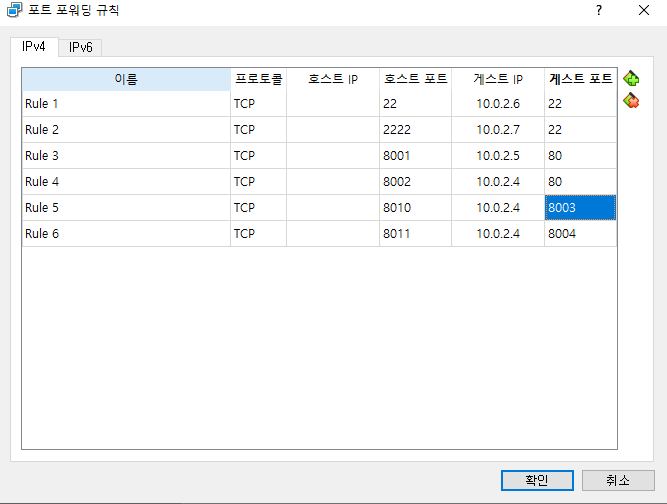 포트 포워딩 규칙 ?
IPv4 IPv6
이름 프로토콜 호스트 IP 호스트 포트 게스트 IP 게스트 포트
Rule 1 TCP 22 10.0.2.6 22
Rule 2 TCP 2222 10.0.2.7 22
Rule 3 TCP 8001 10.0.2.5 80
Rule 4 TCP 8002 10.0.2.4 80
Rule 5 TCP 8010 10.0.2.4 8003
Rule 6 TCP 8011 10.0.2.4 8004
확인 취소